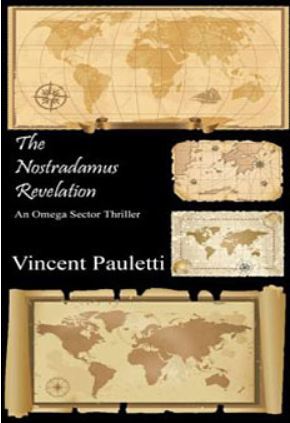 The
Nostradamus
Revelation
An Omega Sector Thriller
Vincent Pauletti